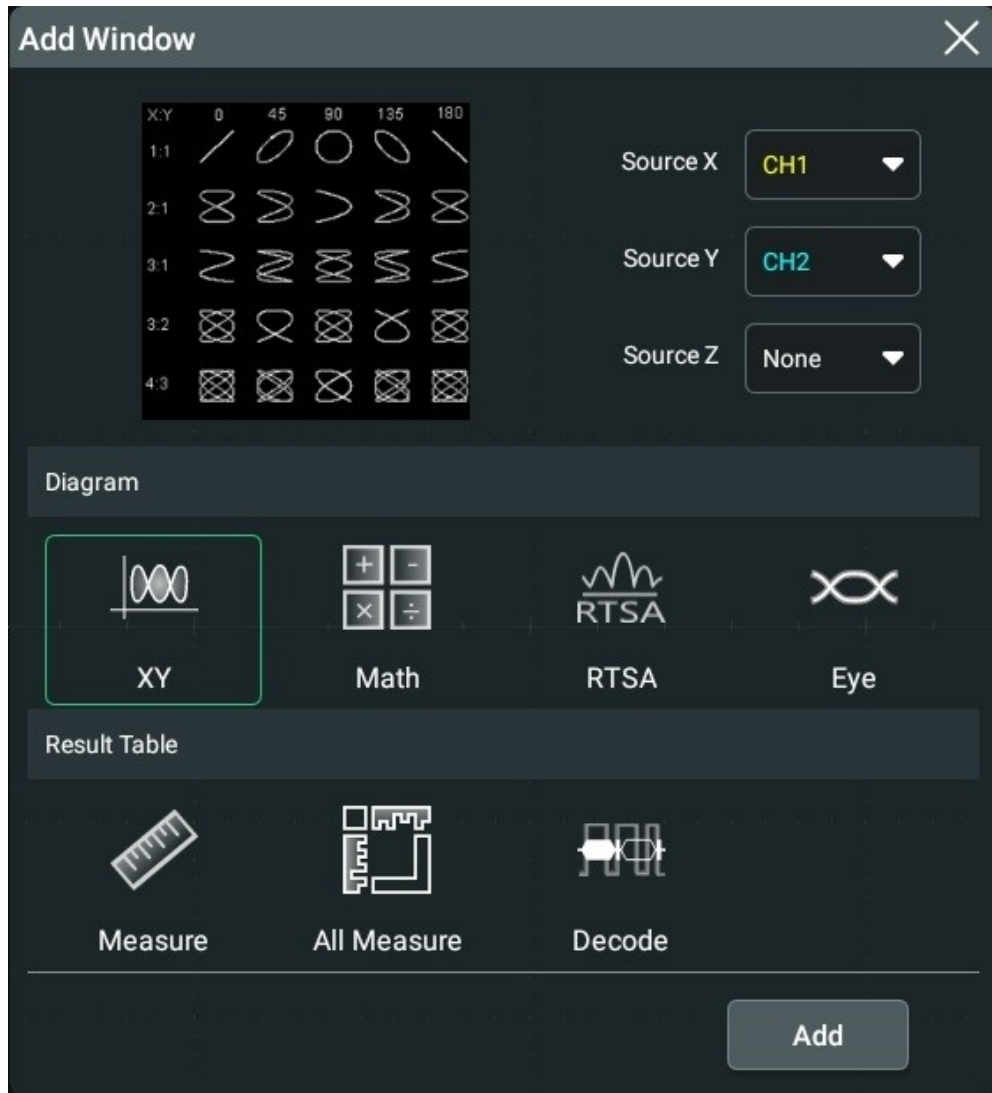 Add Window
X:Y 0 45 90 135 180
1:1
2:1
3:1
3:2
4:3
Source X CH1
Source Y CH2
Source Z None
Diagram
+ -
× ÷
RTSA
XY Math RTSA Eye
Result Table
Measure All Measure Decode
Add